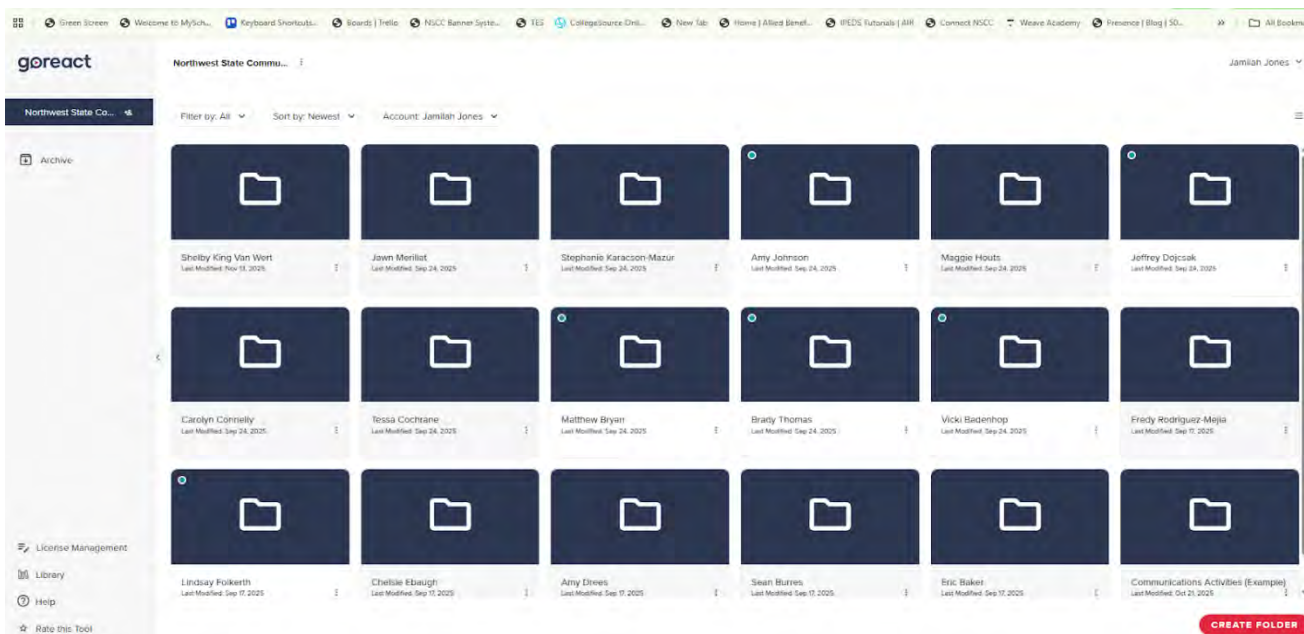 Green Screen Welcome to MySch... Keyboard Shortcuts... Boards | Trello NSCC Banner Syste... TES CollegeSource Onli... New Tab Home | Allied Benef... IPEDS Tutorials | AIR Connect NSCC Weave Academy Presence | Blog | SO... » All Bookma
goreact
Northwest State Commu...
Jamilah Jones
Northwest State Co...
Filter by: All Sort by: Newest Account: Jamilah Jones
Archive
Shelby King Van Wert Jawn Merillat Stephanie Karacson-Mazur Amy Johnson Maggie Houts Jeffrey Dojcsak
Last Modified: Nov 13, 2025 Last Modified: Sep 24, 2025 Last Modified: Sep 24, 2025 Last Modified: Sep 24, 2025 Last Modified: Sep 24, 2025 Last Modified: Sep 24, 2025
Carolyn Connelly Tessa Cochrane Matthew Bryan Brady Thomas Vicki Badenhop Fredy Rodriguez-Mejia
Last Modified: Sep 24, 2025 Last Modified: Sep 24, 2025 Last Modified: Sep 24, 2025 Last Modified: Sep 24, 2025 Last Modified: Sep 24, 2025 Last Modified: Sep 17, 2025
Lindsay Folkerth Chelsie Ebaugh Amy Drees Sean Burres Eric Baker Communications Activities (Example)
Last Modified: Sep 17, 2025 Last Modified: Sep 17, 2025 Last Modified: Sep 17, 2025 Last Modified: Sep 17, 2025 Last Modified: Sep 17, 2025 Last Modified: Oct 21, 2025
License Management
Library
Help
Rate this Tool
CREATE FOLDER